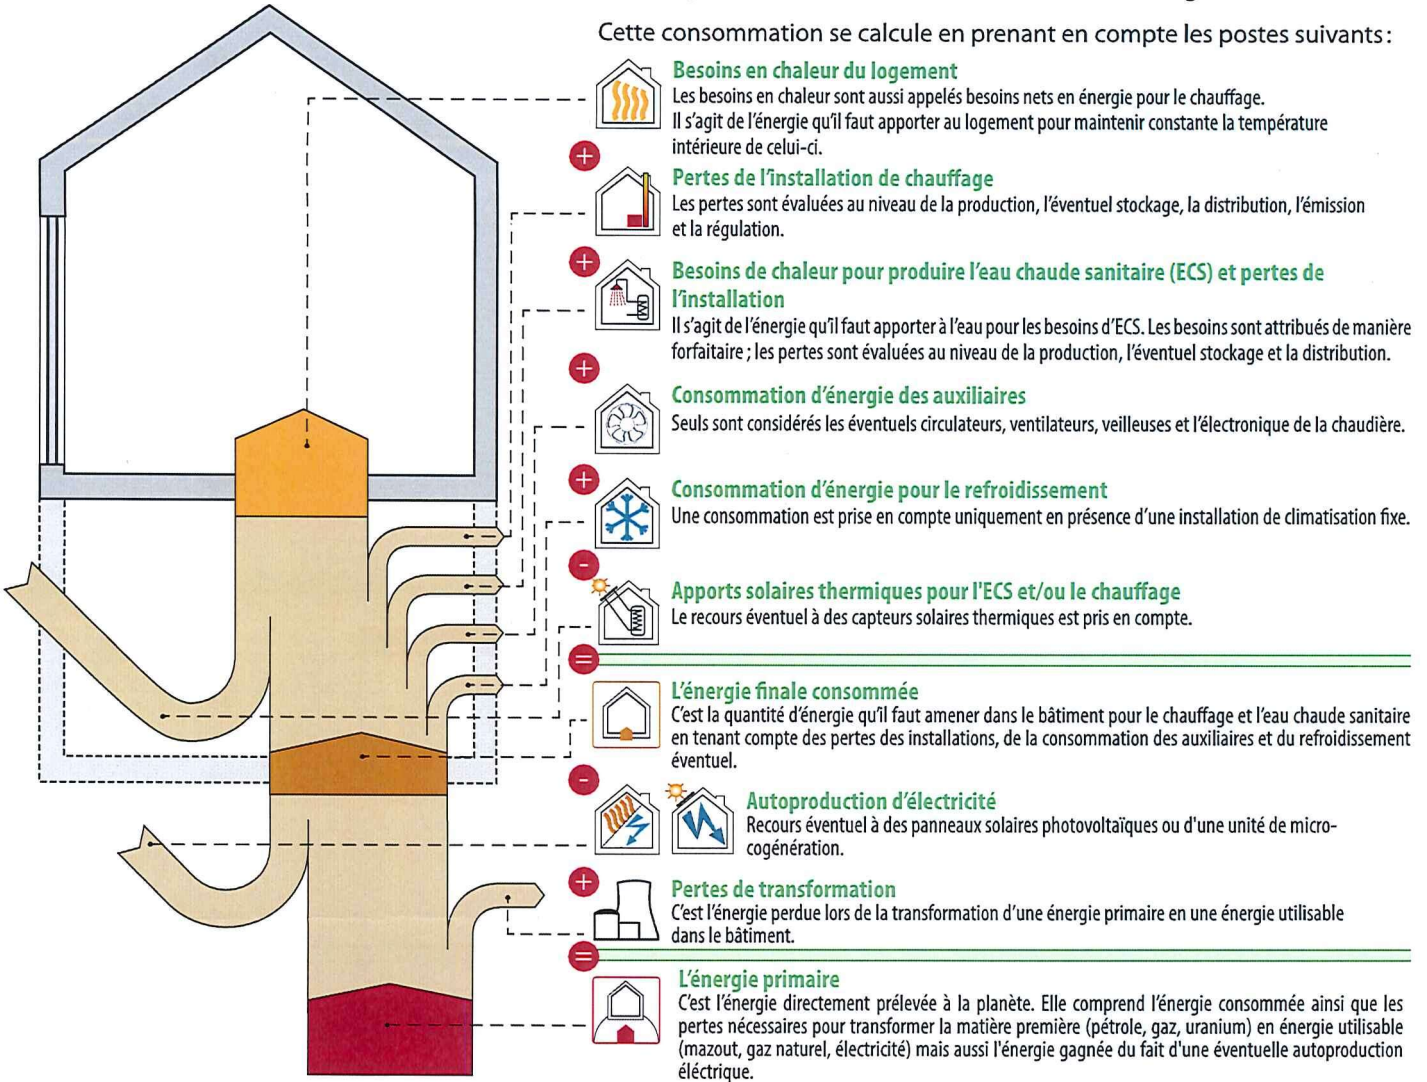 Cette consommation se calcule en prenant en compte les postes suivants :
Besoins en chaleur du logement
Les besoins en chaleur sont aussi appelés besoins nets en énergie pour le chauffage.
Il s'agit de l'énergie qu'il faut apporter au logement pour maintenir constante la température
intérieure de celui-ci.
+
Pertes de l'installation de chauffage
Les pertes sont évaluées au niveau de la production, l'éventuel stockage, la distribution, l'émission
et la régulation.
+
Besoins de chaleur pour produire l'eau chaude sanitaire (ECS) et pertes de
l'installation
Il s'agit de l'énergie qu'il faut apporter à l'eau pour les besoins d'ECS. Les besoins sont attribués de manière
forfaitaire ; les pertes sont évaluées au niveau de la production, l'éventuel stockage et la distribution.
+
Consommation d'énergie des auxiliaires
Seuls sont considérés les éventuels circulateurs, ventilateurs, veilleuses et l'électronique de la chaudière.
+
Consommation d'énergie pour le refroidissement
Une consommation est prise en compte uniquement en présence d'une installation de climatisation fixe.
-
Apports solaires thermiques pour l'ECS et/ou le chauffage
Le recours éventuel à des capteurs solaires thermiques est pris en compte.
=
L'énergie finale consommée
C'est la quantité d'énergie qu'il faut amener dans le bâtiment pour le chauffage et l'eau chaude sanitaire
en tenant compte des pertes des installations, de la consommation des auxiliaires et du refroidissement
éventuel.
-
Autoproduction d'électricité
Recours éventuel à des panneaux solaires photovoltaïques ou d'une unité de micro-
cogénération.
+
Pertes de transformation
C'est l'énergie perdue lors de la transformation d'une énergie primaire en une énergie utilisable
dans le bâtiment.
=
L'énergie primaire
C'est l'énergie directement prélevée à la planète. Elle comprend l'énergie consommée ainsi que les
pertes nécessaires pour transformer la matière première (pétrole, gaz, uranium) en énergie utilisable
(mazout, gaz naturel, électricité) mais aussi l'énergie gagnée du fait d'une éventuelle autoproduction
éléctrique.